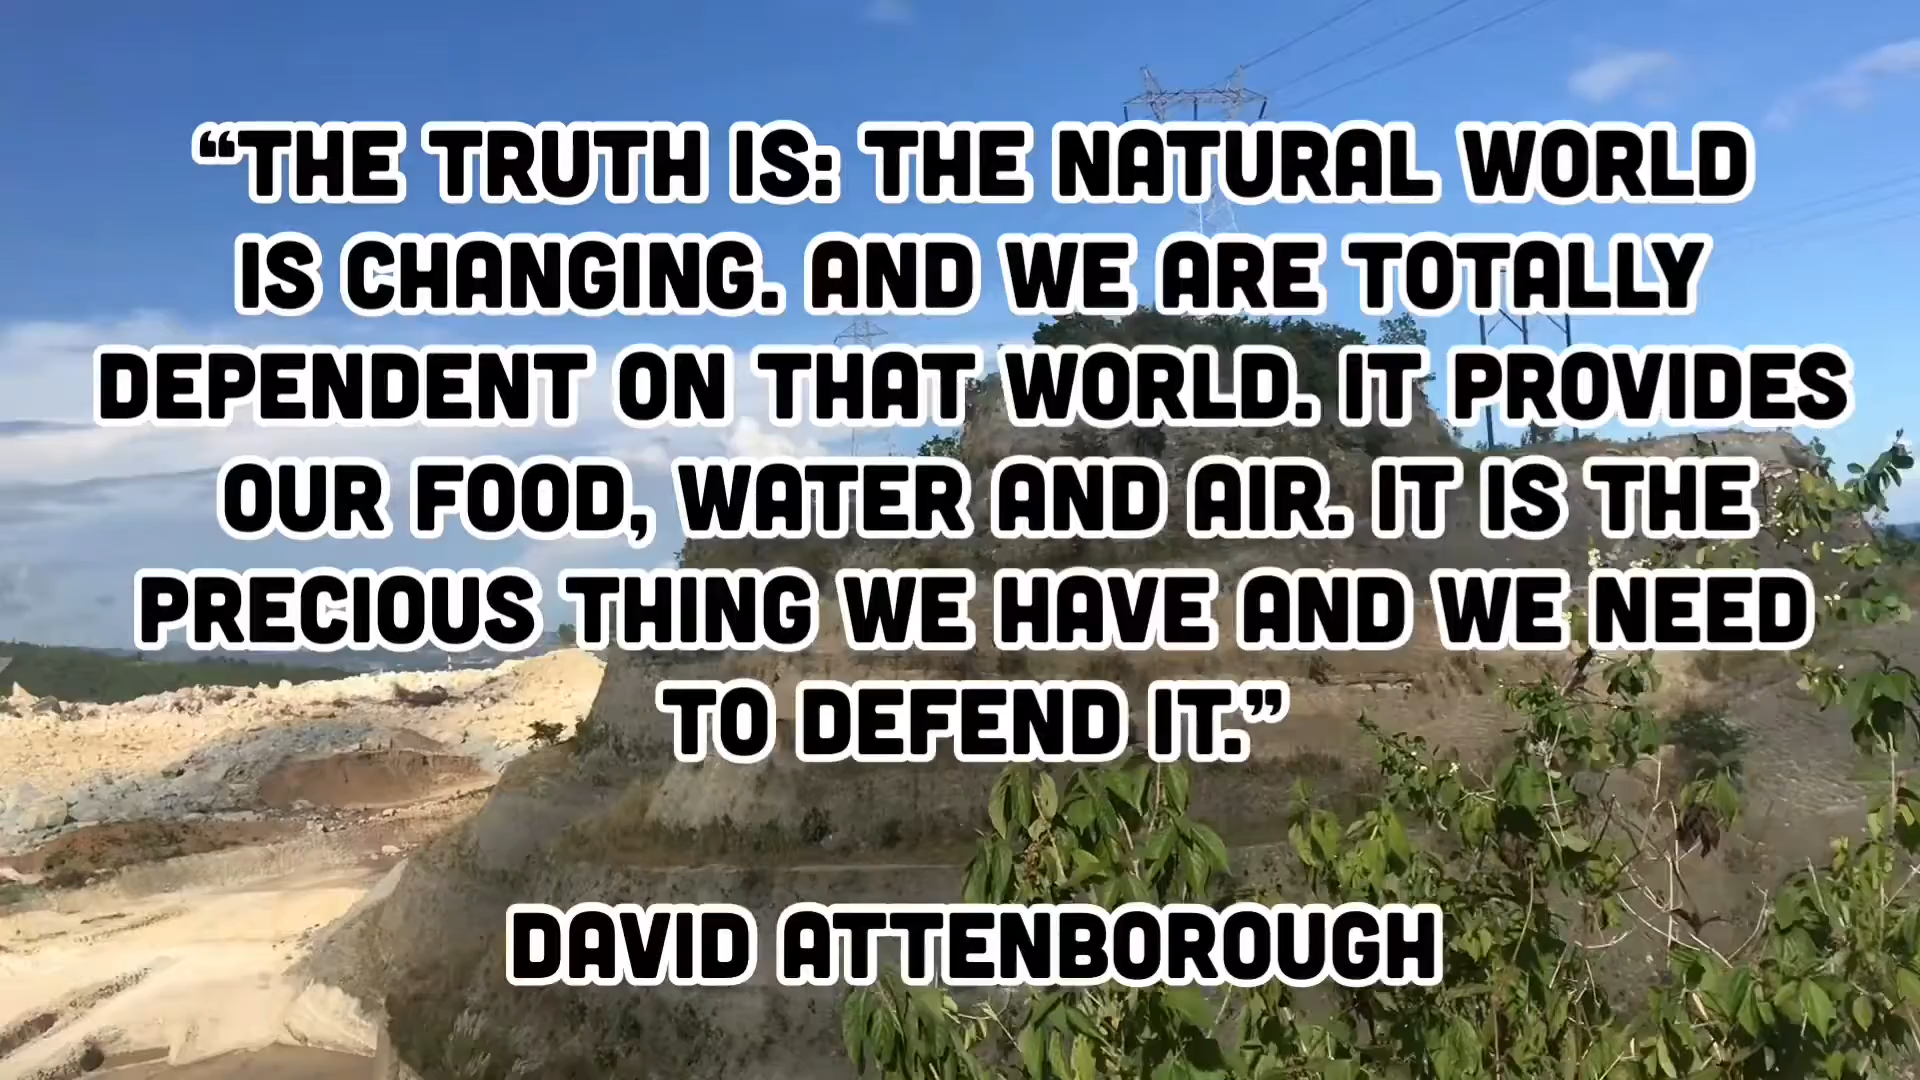 “THE TRUTH IS: THE NATURAL WORLD
IS CHANGING. AND WE ARE TOTALLY
DEPENDENT ON THAT WORLD. IT PROVIDES
OUR FOOD, WATER AND AIR. IT IS THE
PRECIOUS THING WE HAVE AND WE NEED
TO DEFEND IT.”
DAVID ATTENBOROUGH